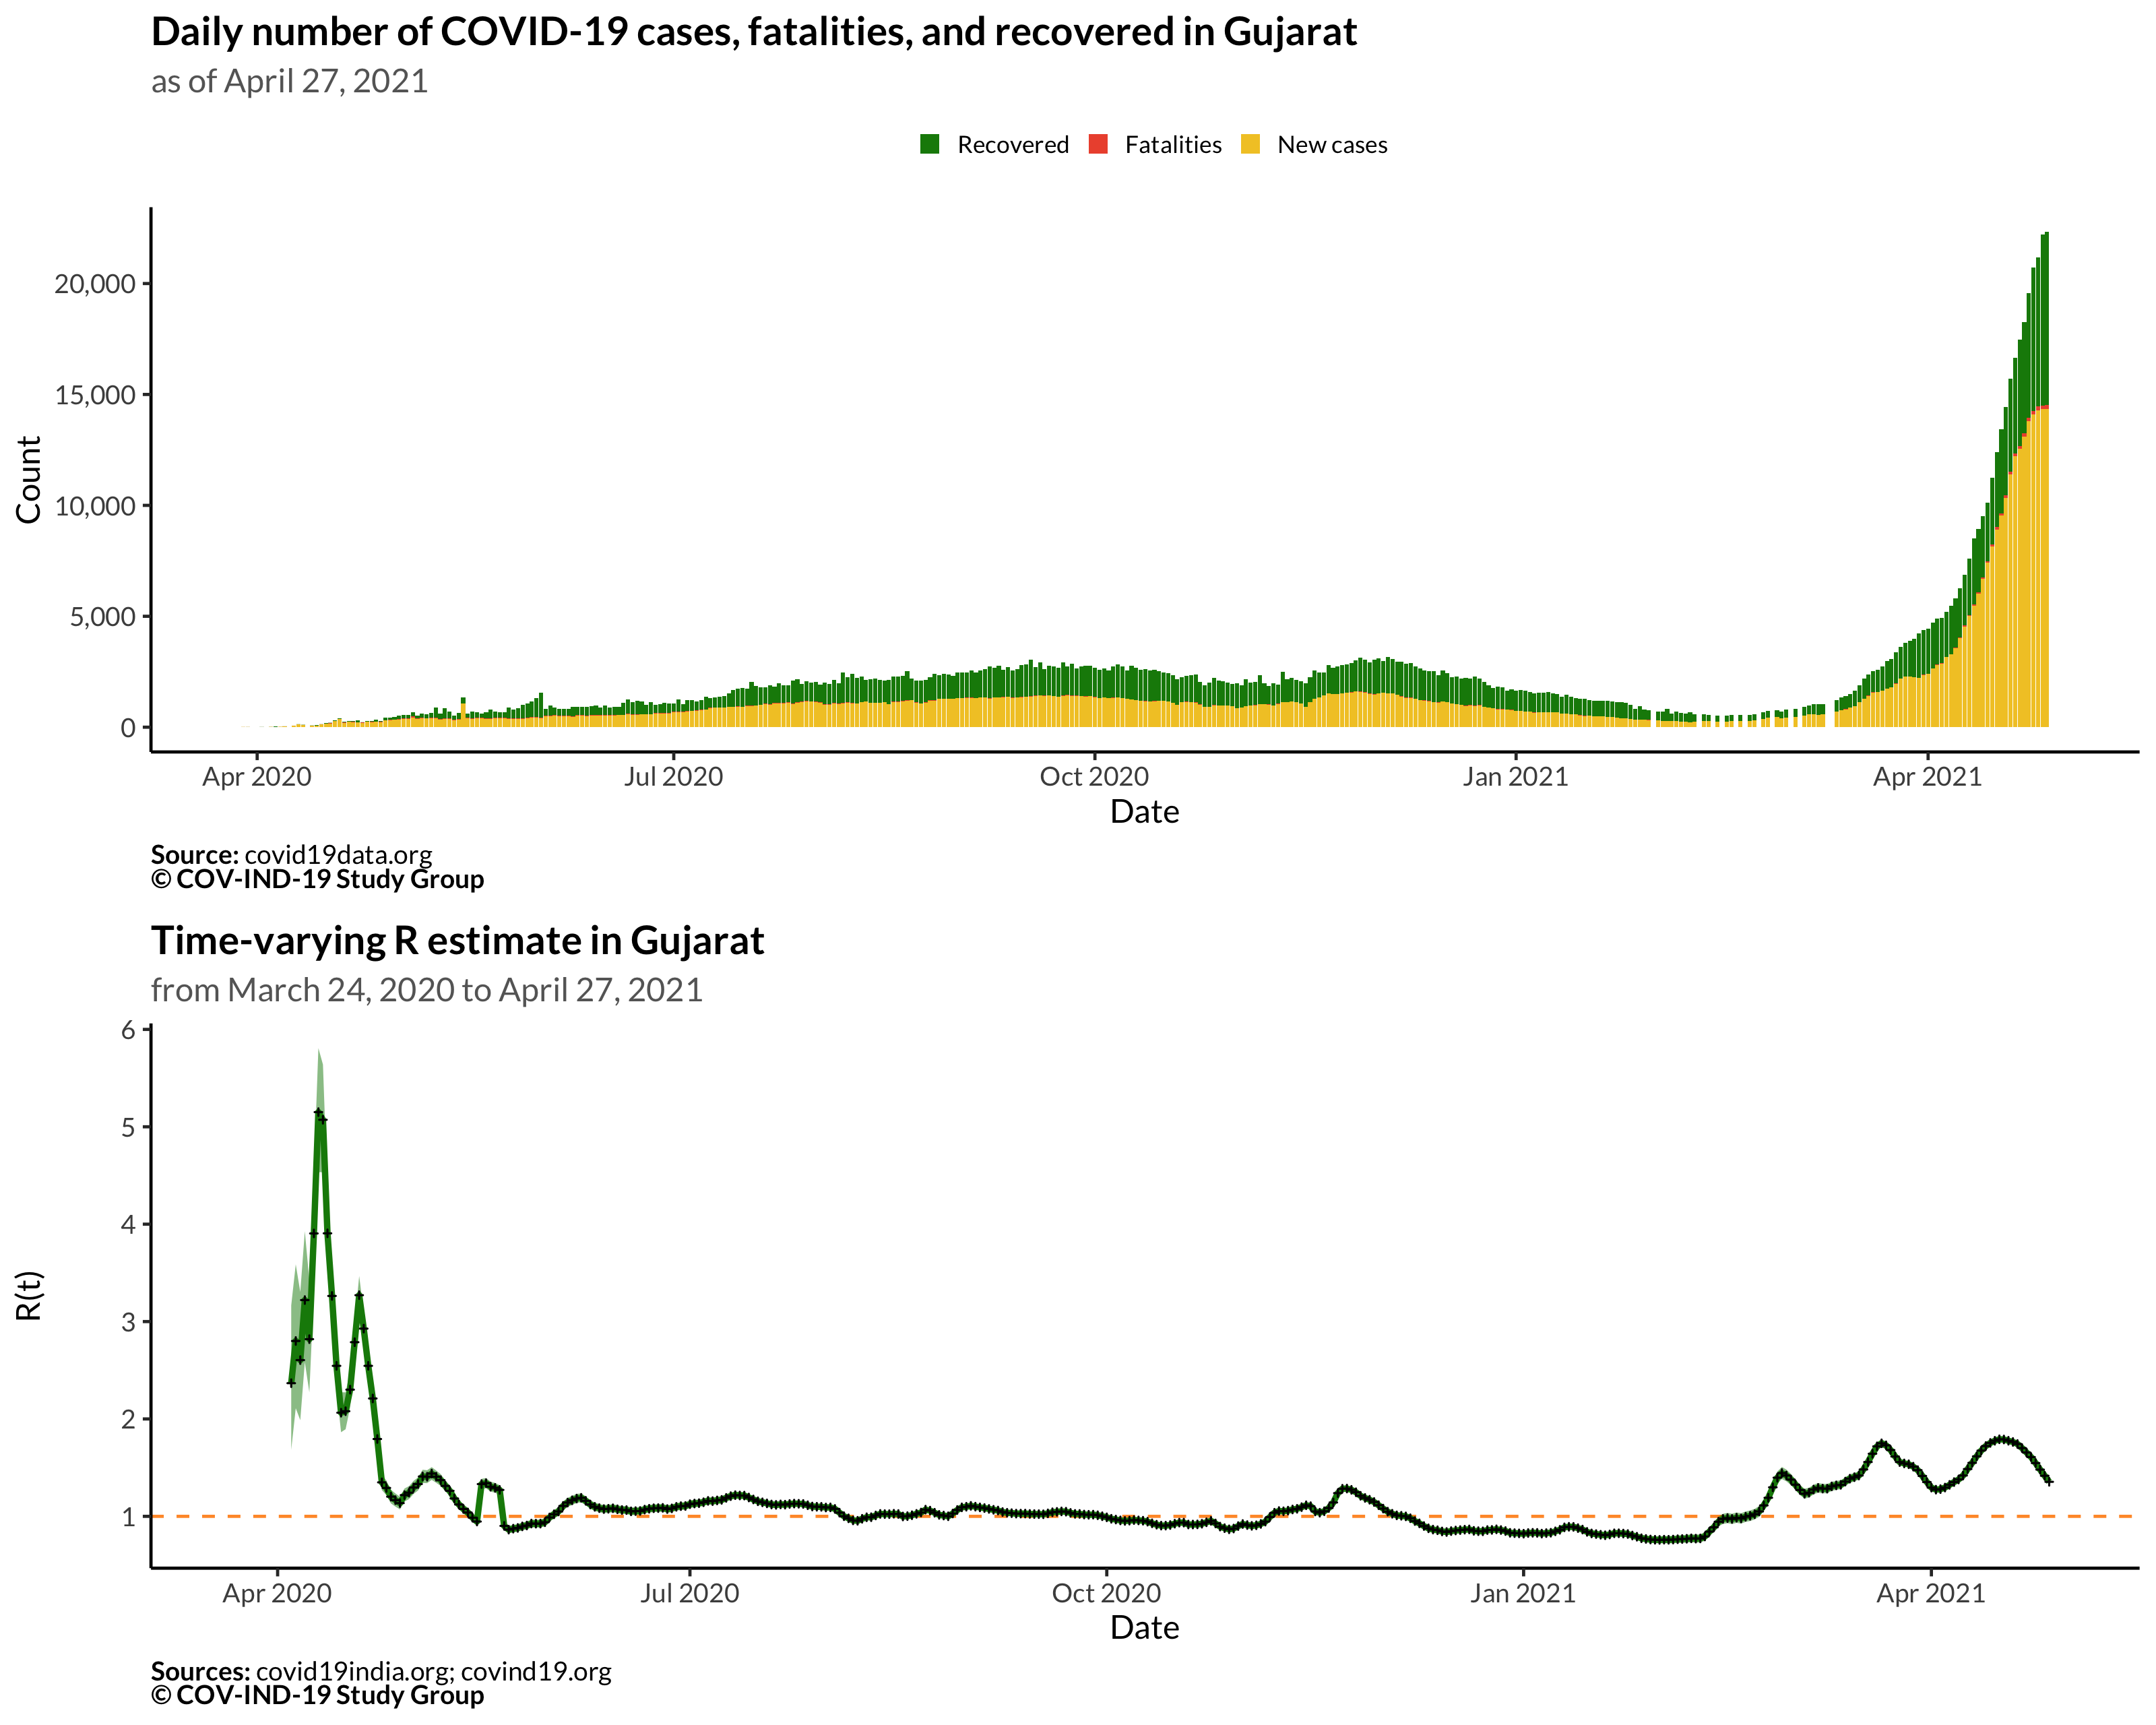 Daily number of COVID-19 cases, fatalities, and recovered in Gujarat
as of April 27, 2021
Recovered Fatalities New cases
Count
20,000
15,000
10,000
5,000
0
Apr 2020 Jul 2020 Oct 2020 Jan 2021 Apr 2021
Date
Source: covid19data.org
© COV-IND-19 Study Group
Time-varying R estimate in Gujarat
from March 24, 2020 to April 27, 2021
R(t)
6
5
4
3
2
1
Apr 2020 Jul 2020 Oct 2020 Jan 2021 Apr 2021
Date
Sources: covid19india.org; covind19.org
© COV-IND-19 Study Group